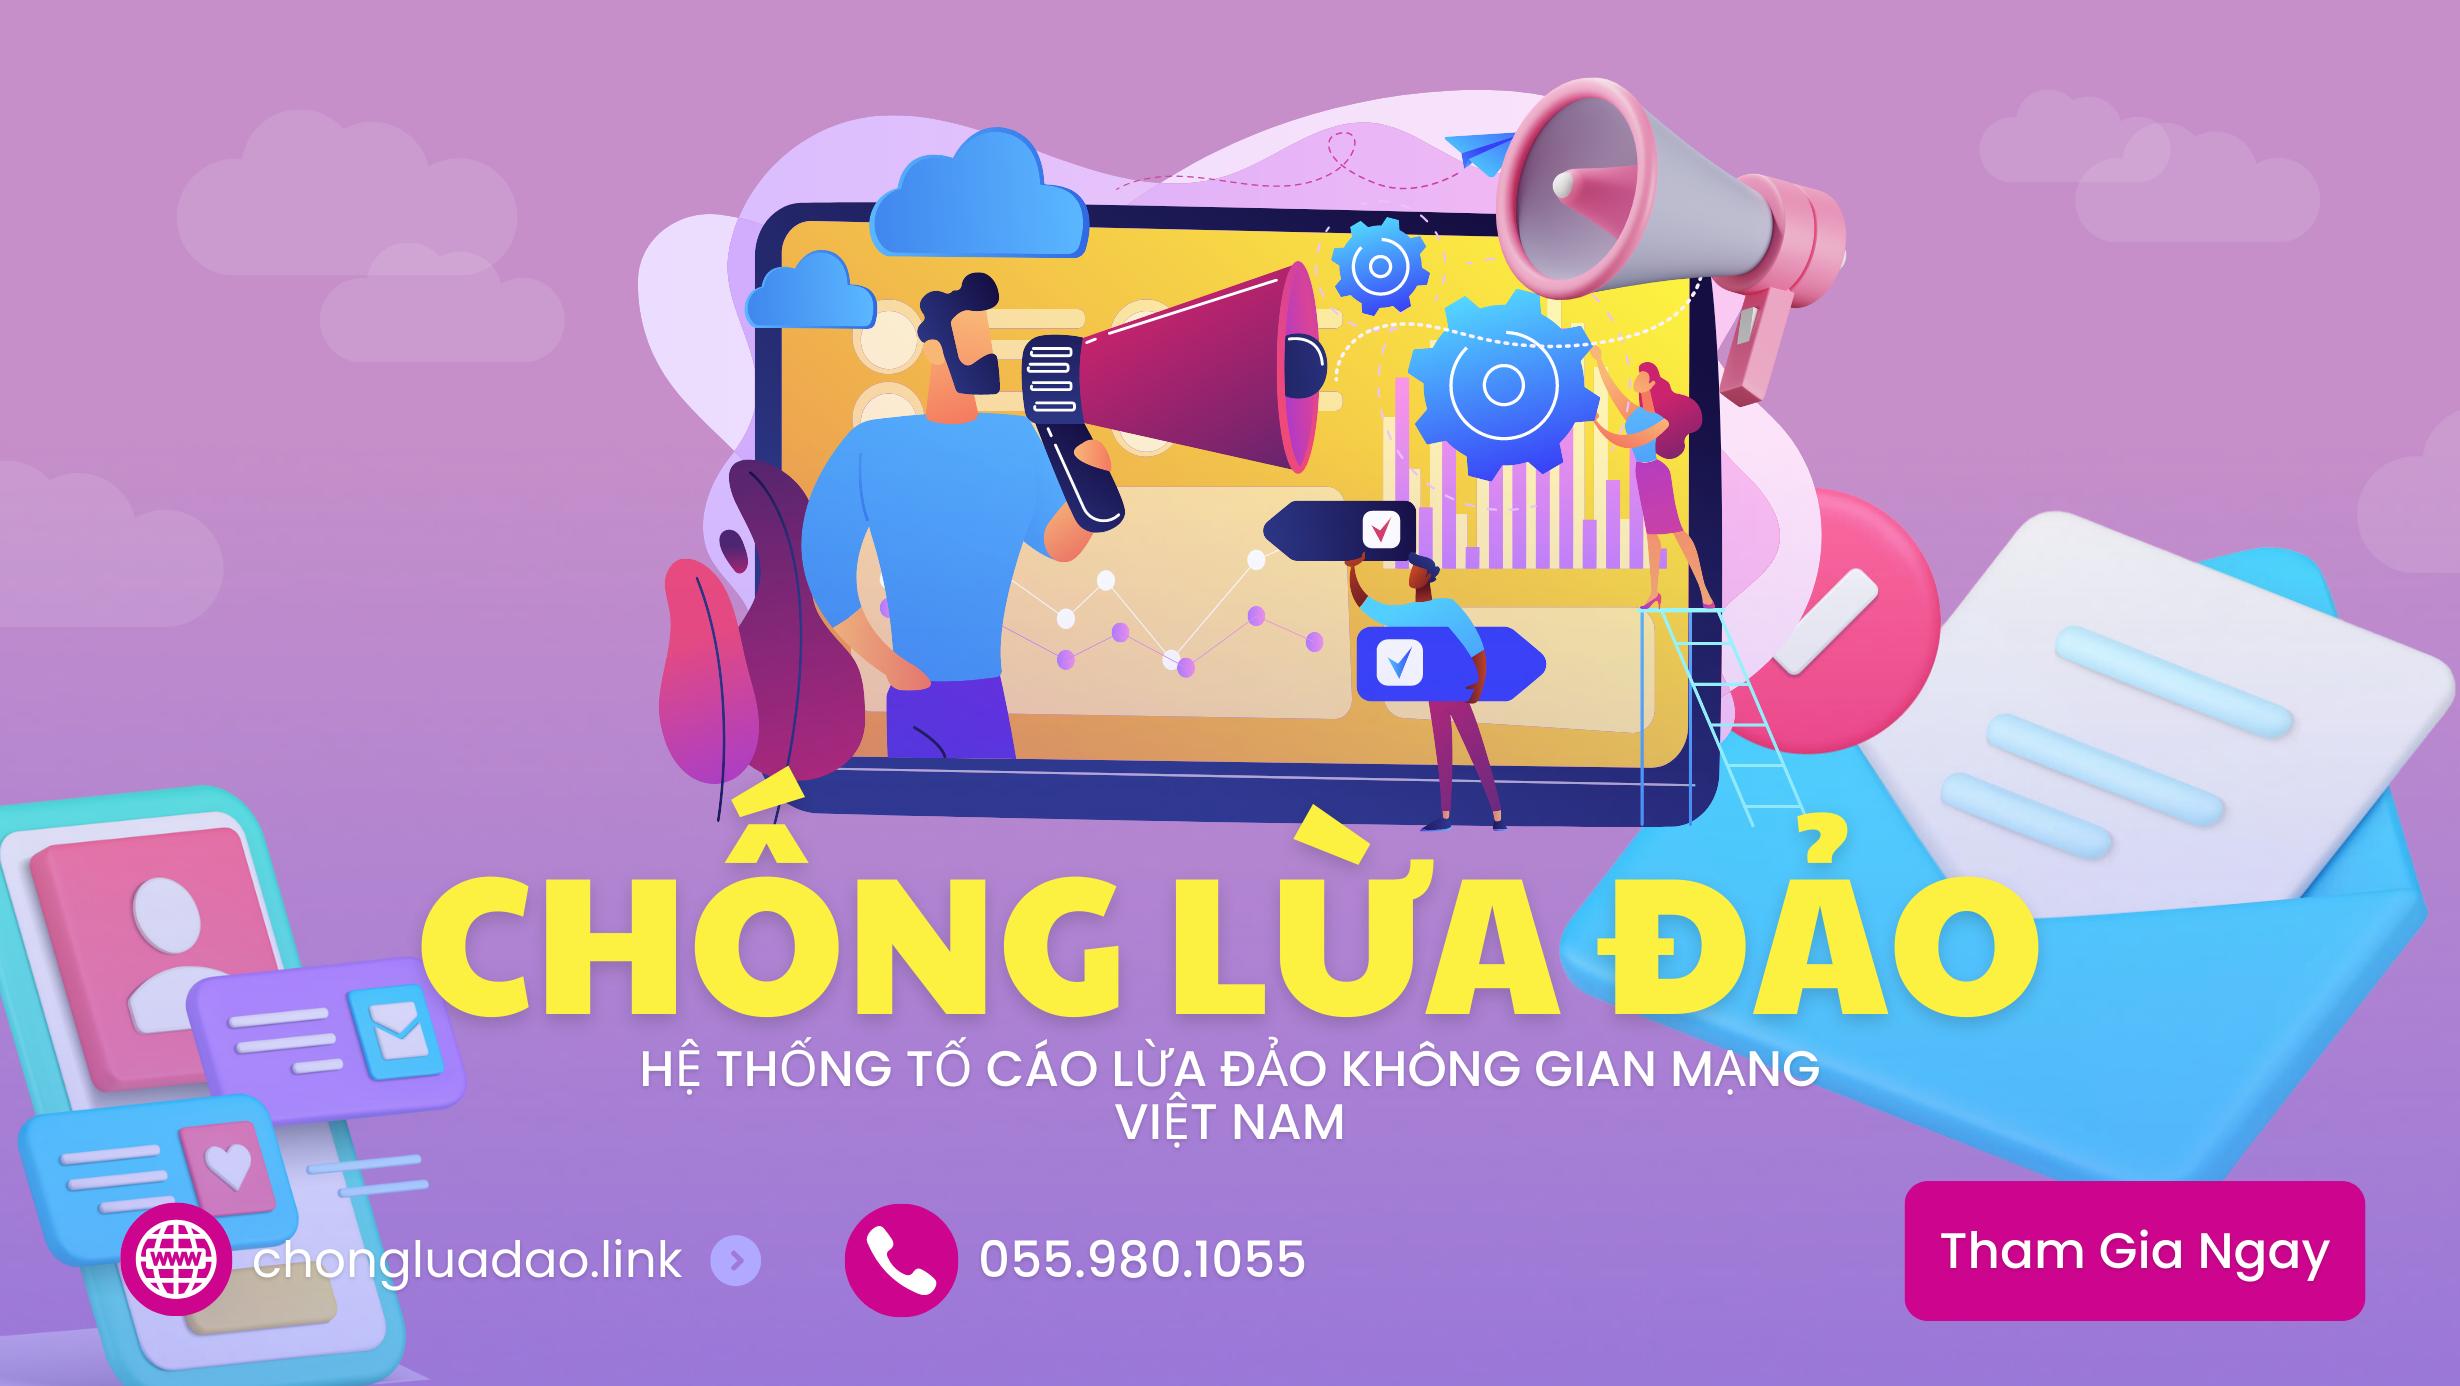 CHỐNG LỪA ĐẢO
HỆ THỐNG TỐ CÁO LỪA ĐẢO KHÔNG GIAN MẠNG
VIỆT NAM
www
chongluadao.link
055.980.1055
Tham Gia Ngay